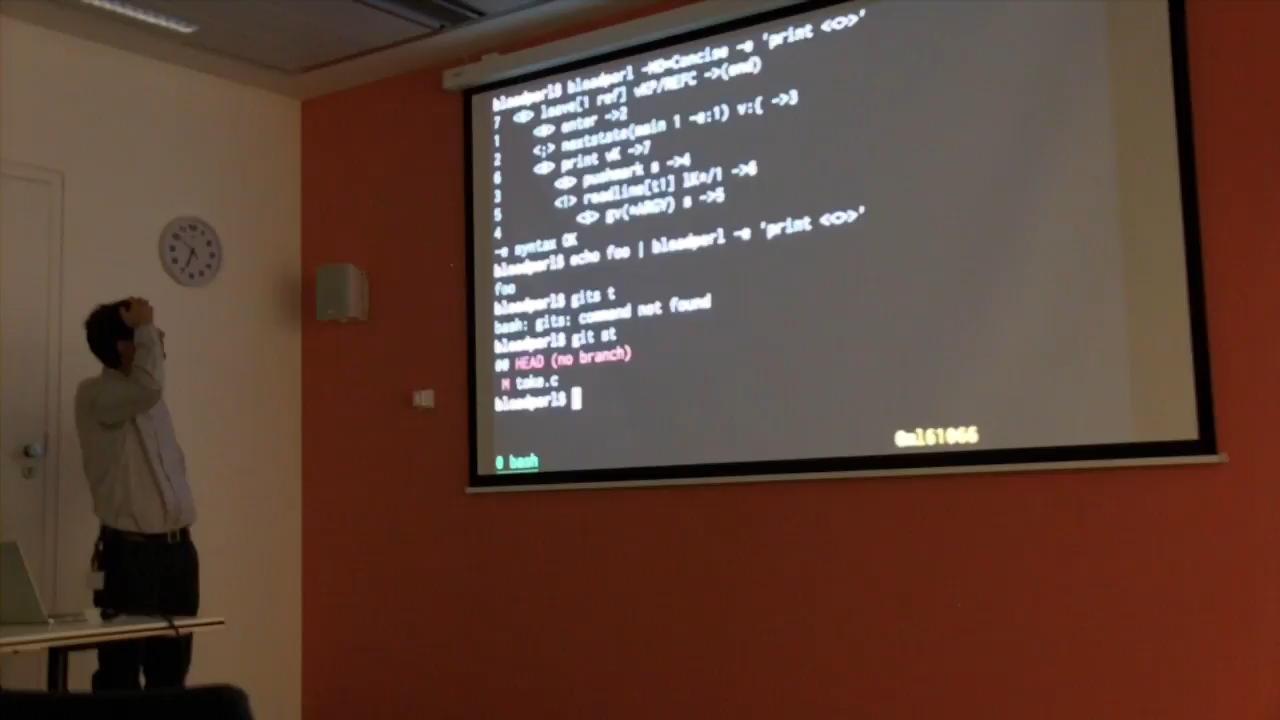 bleadperl$ bleadperl -MO=Concise -e 'print <<>>'
7 <@> leave[1 ref] vKP/REFC ->(end)
1 <0> enter ->2
2 <;> nextstate(main 1 -e:1) v:{ ->3
6 <@> print vK ->7
3 <0> pushmark s ->4
5 <1> readline[t1] lK*/1 ->6
4 <$> gv(*ARGV) s ->5
-e syntax OK
bleadperl$ echo foo | bleadperl -e 'print <<>>'
foo
bleadperl$ gits t
bash: gits: command not found
bleadperl$ git st
## HEAD (no branch)
M toke.c
bleadperl$
0 bash
0ml61066